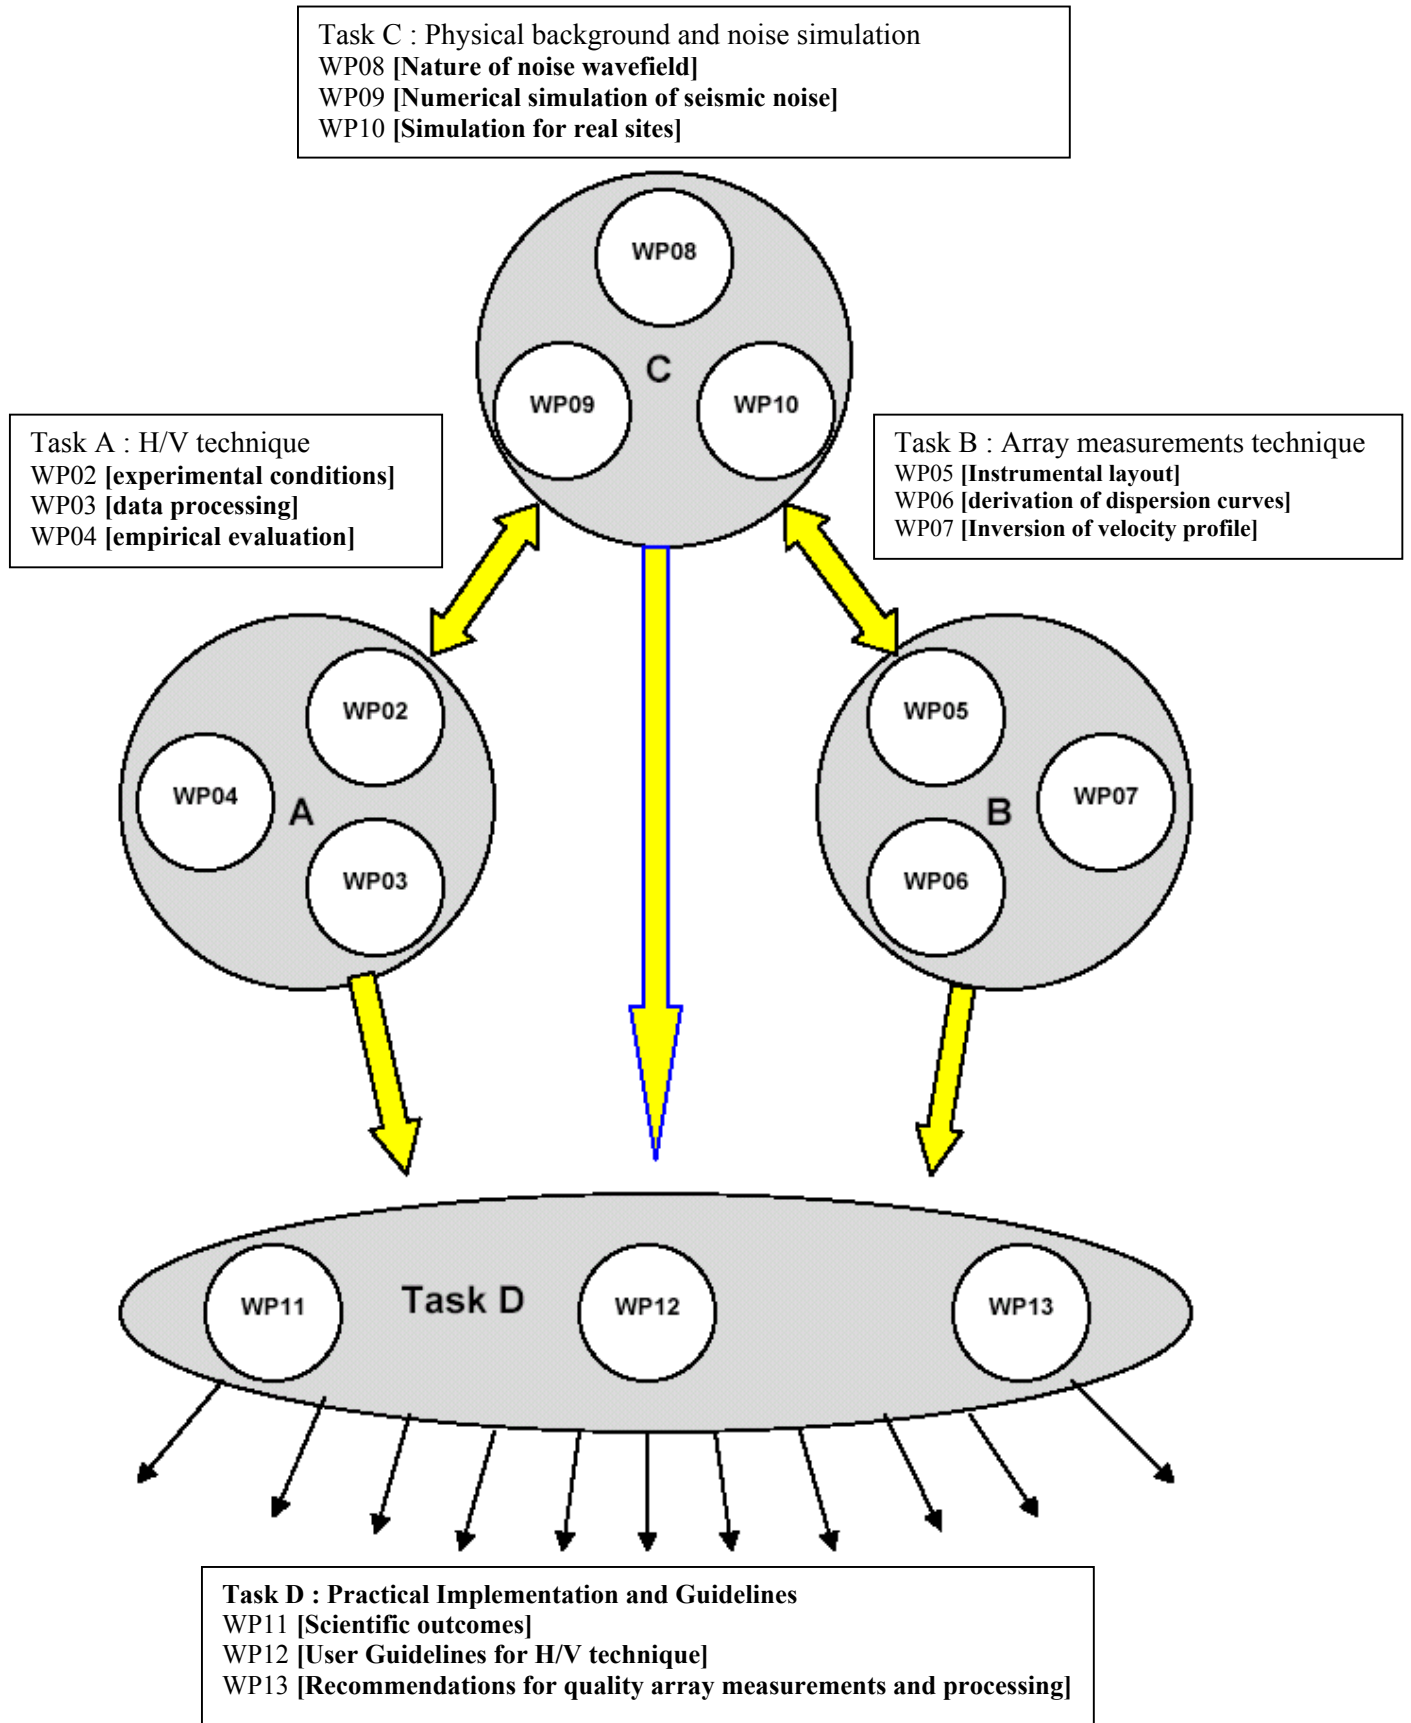 Task C : Physical background and noise simulation
WP08 [Nature of noise wavefield]
WP09 [Numerical simulation of seismic noise]
WP10 [Simulation for real sites]
WP08
C
WP09
WP10
Task A : H/V technique
WP02 [experimental conditions]
WP03 [data processing]
WP04 [empirical evaluation]
Task B : Array measurements technique
WP05 [Instrumental layout]
WP06 [derivation of dispersion curves]
WP07 [Inversion of velocity profile]
WP02
WP04
A
WP03
WP05
WP07
B
WP06
WP11
Task D
WP12
WP13
Task D : Practical Implementation and Guidelines
WP11 [Scientific outcomes]
WP12 [User Guidelines for H/V technique]
WP13 [Recommendations for quality array measurements and processing]